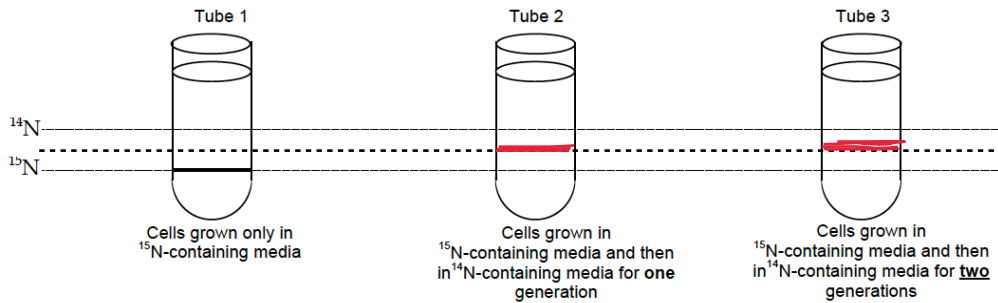 Tube 1
Tube 2
Tube 3
¹⁴N
¹⁵N
Cells grown only in
¹⁵N-containing media
Cells grown in
¹⁵N-containing media and then
in¹⁴N-containing media for one
generation
Cells grown in
¹⁵N-containing media and then
in¹⁴N-containing media for two
generations